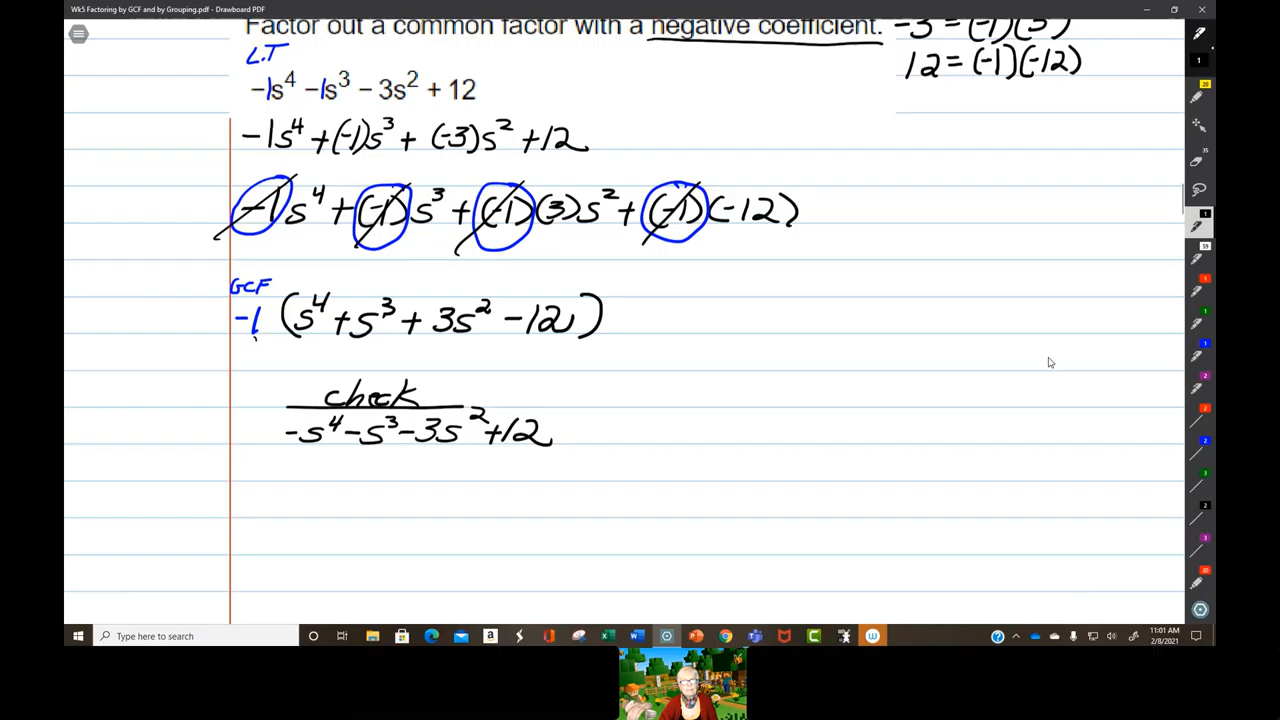 Wk5 Factoring by GCF and by Grouping.pdf - Drawboard PDF
Factor out a common factor with a negative coefficient.
-3 = (-1)(3)
12 = (-1)(-12)
L.T
-1s⁴ -1s³ - 3s² + 12
-1s⁴ + (-1)s³ + (-3)s² + 12
-1s⁴ + (-1)s³ + (-1)(3)s² + (-1)(-12)
GCF
-1 (s⁴ + s³ + 3s² - 12)
check
-s⁴ - s³ - 3s² + 12
Type here to search
11:01 AM
2/8/2021